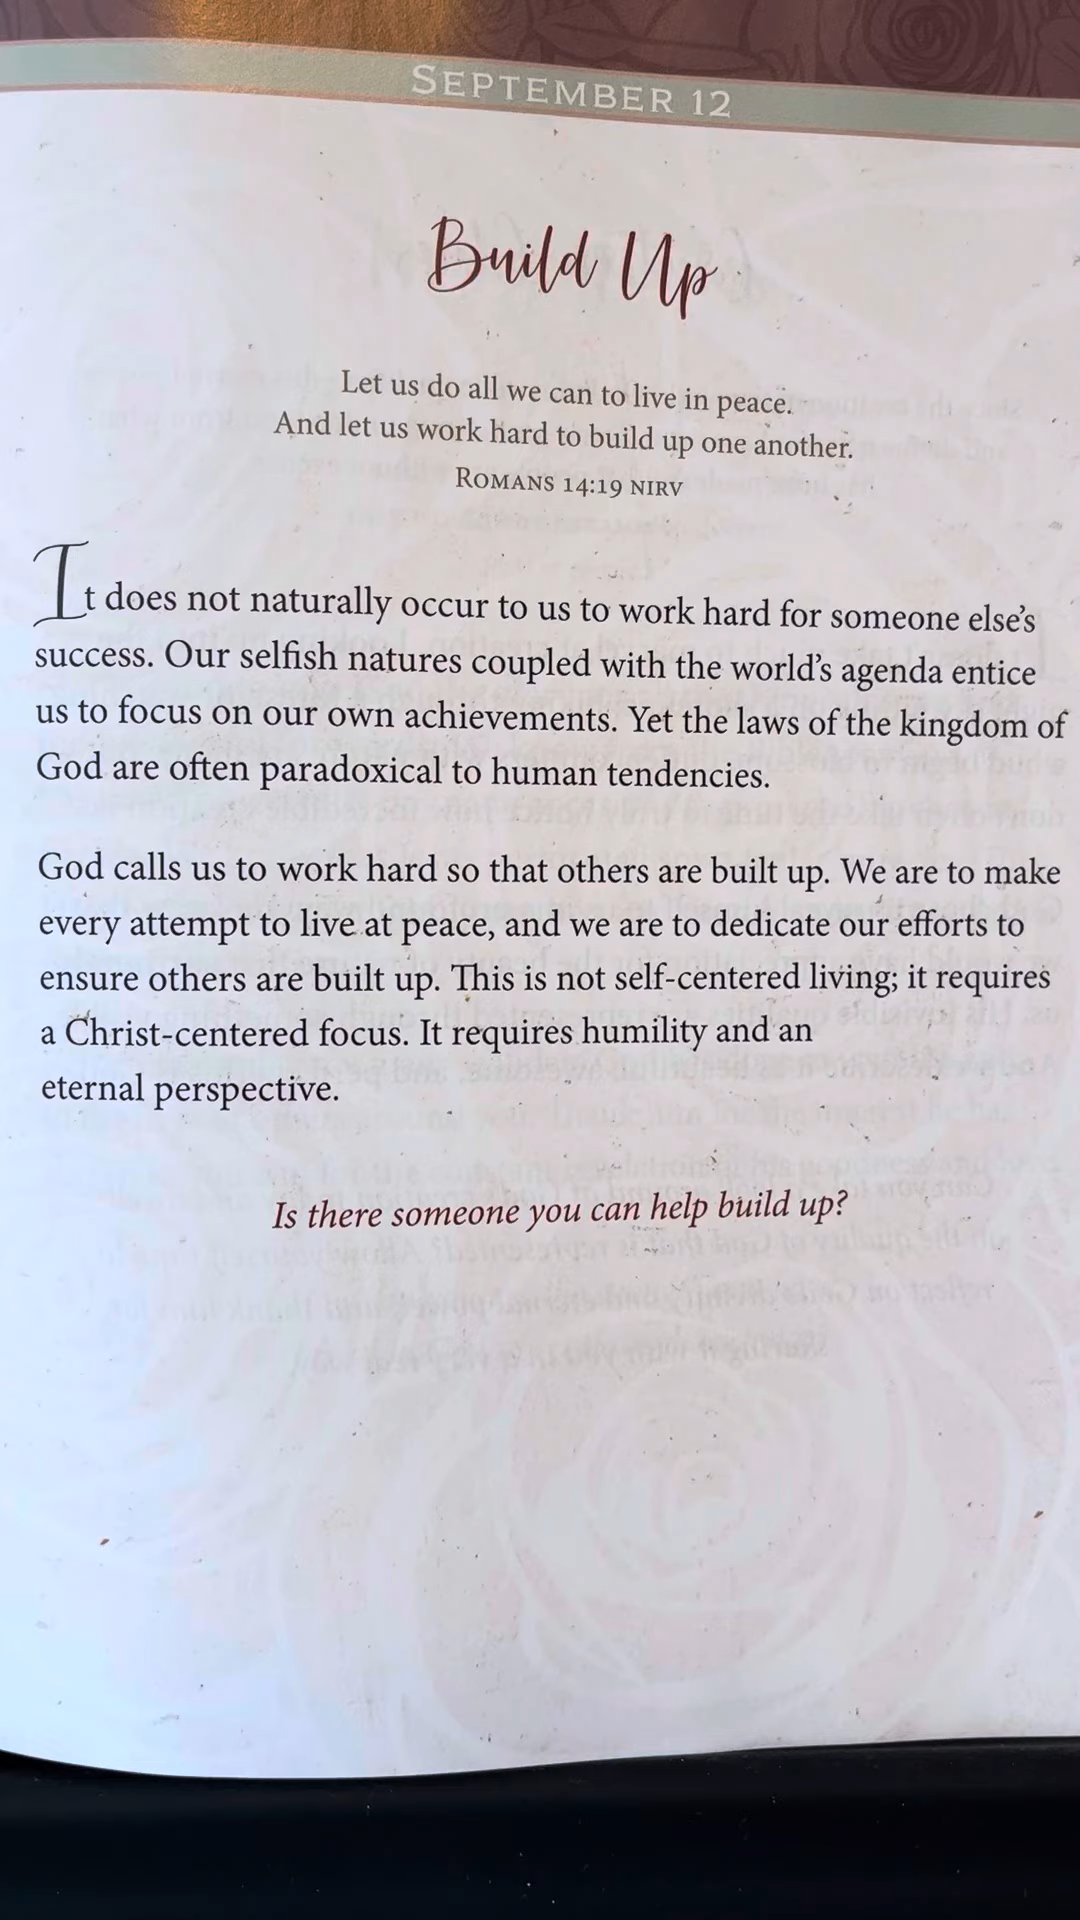 SEPTEMBER 12
Build Up
Let us do all we can to live in peace.
And let us work hard to build up one another.
ROMANS 14:19 NIRV
It does not naturally occur to us to work hard for someone else’s
success. Our selfish natures coupled with the world’s agenda entice
us to focus on our own achievements. Yet the laws of the kingdom of
God are often paradoxical to human tendencies.
God calls us to work hard so that others are built up. We are to make
every attempt to live at peace, and we are to dedicate our efforts to
ensure others are built up. This is not self-centered living; it requires
a Christ-centered focus. It requires humility and an
eternal perspective.
Is there someone you can help build up?